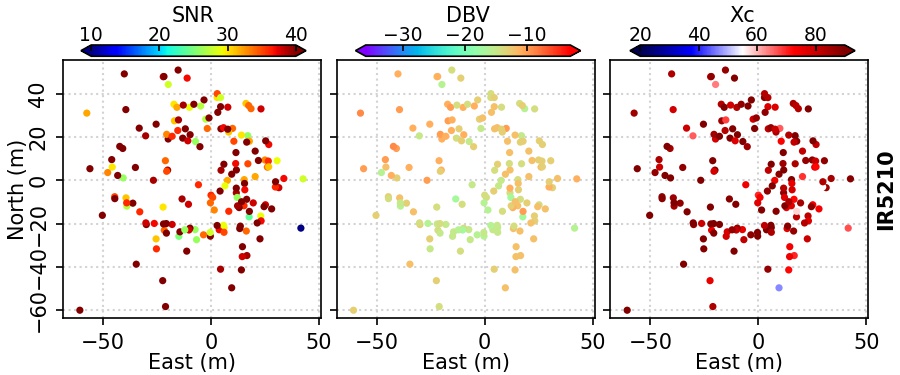 SNR DBV Xc
10 20 30 40 −30 −20 −10 20 40 60 80
40
20
0
−20
−40
−60
North (m)
IR5210
−50 0 50 −50 0 50 −50 0 50
East (m) East (m) East (m)